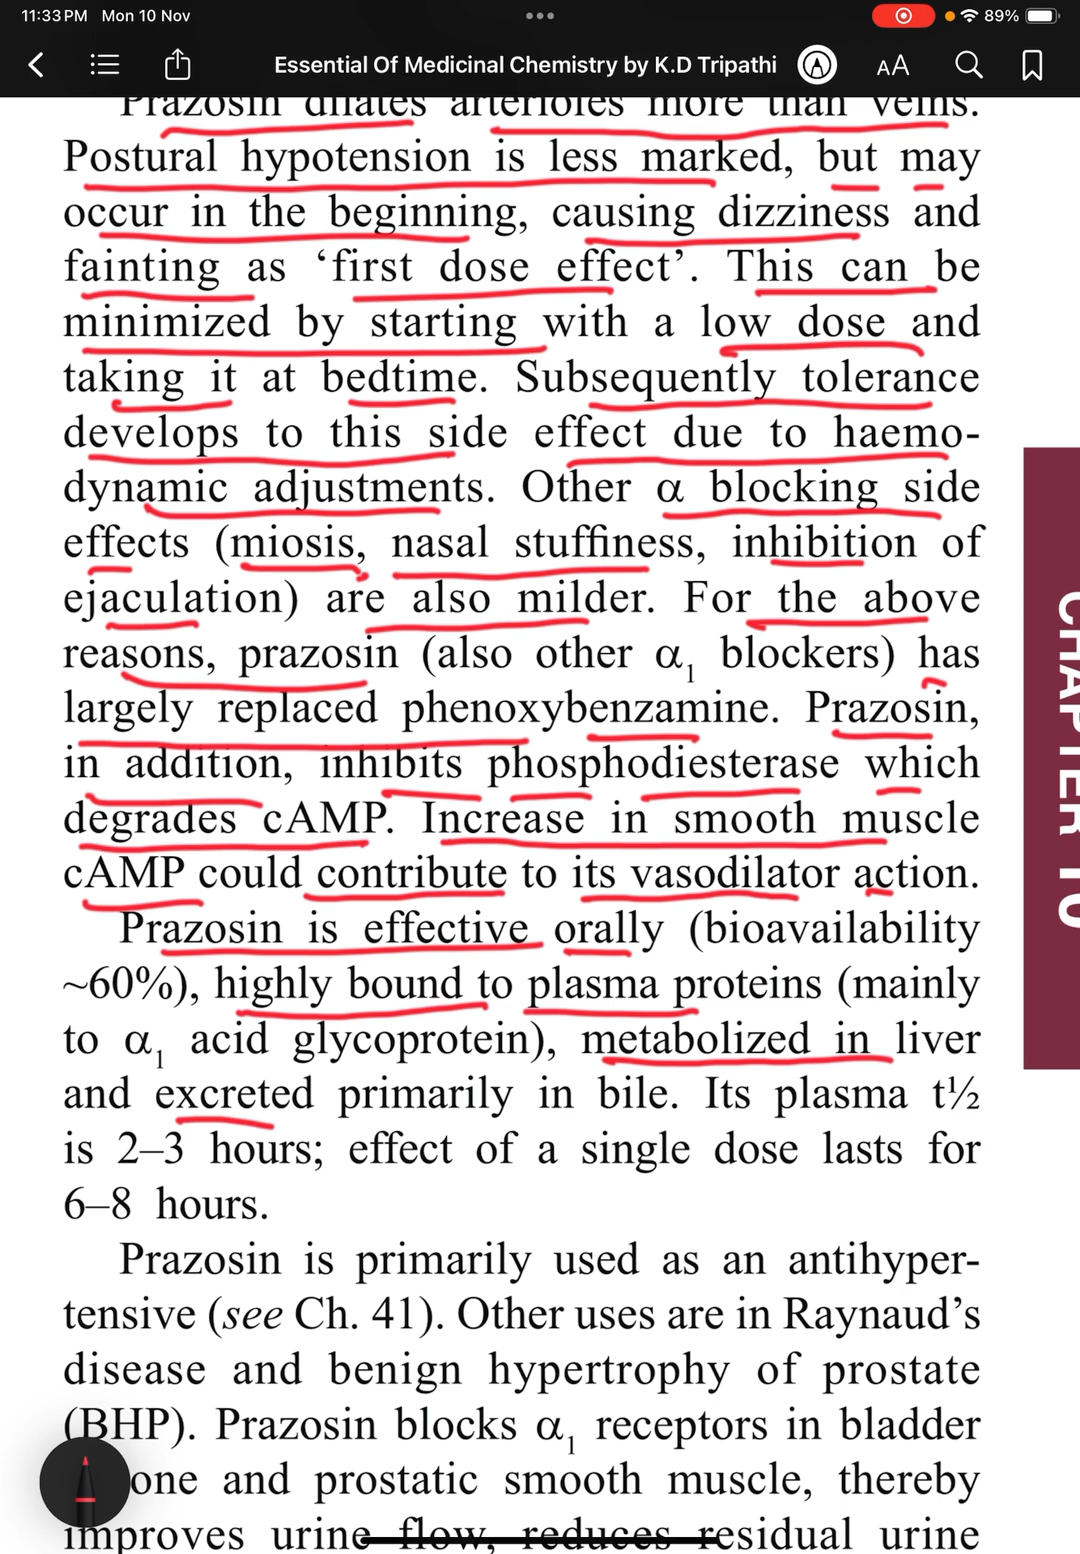 11:33 PM Mon 10 Nov
89%
Essential Of Medicinal Chemistry by K.D Tripathi
AA
Prazosin dilates arterioles more than veins.
Postural hypotension is less marked, but may
occur in the beginning, causing dizziness and
fainting as ‘first dose effect’. This can be
minimized by starting with a low dose and
taking it at bedtime. Subsequently tolerance
develops to this side effect due to haemo-
dynamic adjustments. Other α blocking side
effects (miosis, nasal stuffiness, inhibition of
ejaculation) are also milder. For the above
reasons, prazosin (also other α₁ blockers) has
largely replaced phenoxybenzamine. Prazosin,
in addition, inhibits phosphodiesterase which
degrades cAMP. Increase in smooth muscle
cAMP could contribute to its vasodilator action.
Prazosin is effective orally (bioavailability
~60%), highly bound to plasma proteins (mainly
to α₁ acid glycoprotein), metabolized in liver
and excreted primarily in bile. Its plasma t½
is 2–3 hours; effect of a single dose lasts for
6–8 hours.
Prazosin is primarily used as an antihyper-
tensive (see Ch. 41). Other uses are in Raynaud’s
disease and benign hypertrophy of prostate
(BHP). Prazosin blocks α₁ receptors in bladder
one and prostatic smooth muscle, thereby
improves urine flow, reduces residual urine
CHAPTER 10